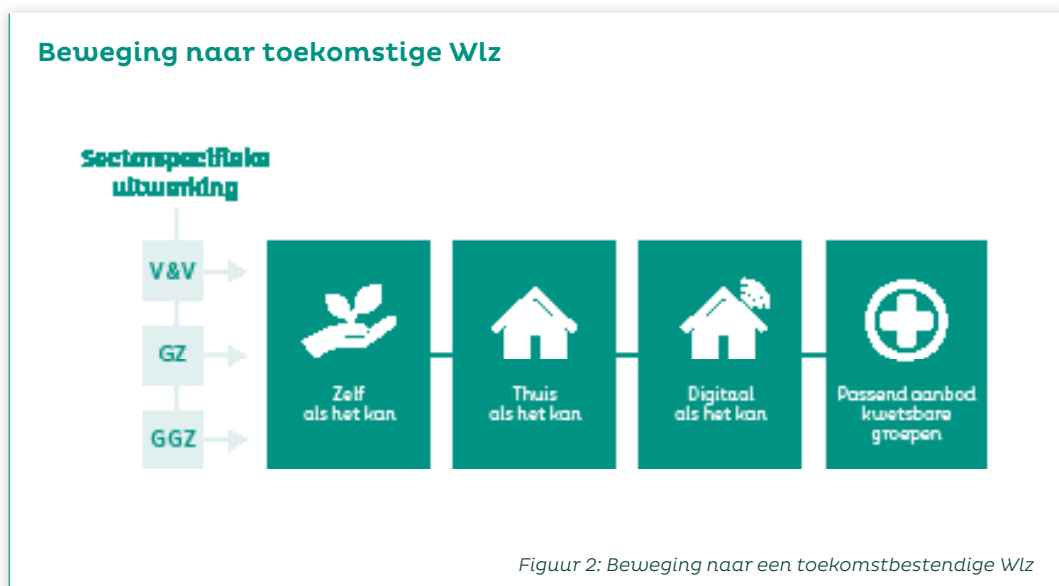 Beweging naar toekomstige Wlz
Sectorspecifieke
uitwerking
V&V
GZ
GGZ
Zelf
als het kan
Thuis
als het kan
Digitaal
als het kan
Passend aanbod
kwetsbare
groepen
Figuur 2: Beweging naar een toekomstbestendige Wlz